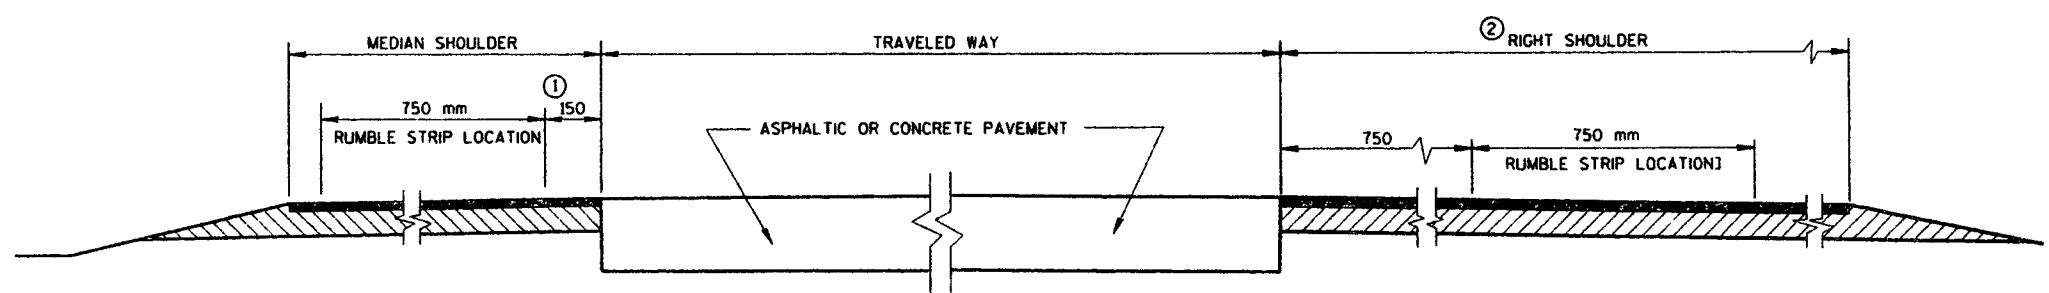 MEDIAN SHOULDER
TRAVELED WAY
② RIGHT SHOULDER
①
750 mm
150
RUMBLE STRIP LOCATION
ASPHALTIC OR CONCRETE PAVEMENT
750
750 mm
RUMBLE STRIP LOCATION]